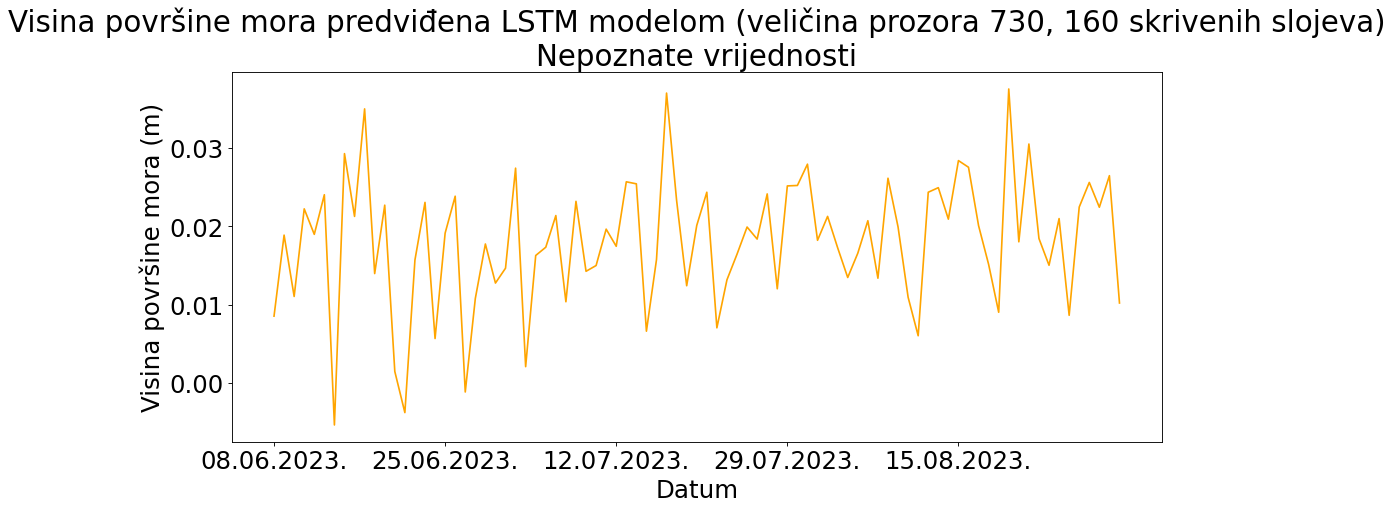 Visina površine mora predviđena LSTM modelom (veličina prozora 730, 160 skrivenih slojeva)
Nepoznate vrijednosti
Visina površine mora (m)
0.03
0.02
0.01
0.00
08.06.2023.
25.06.2023.
12.07.2023.
29.07.2023.
15.08.2023.
Datum